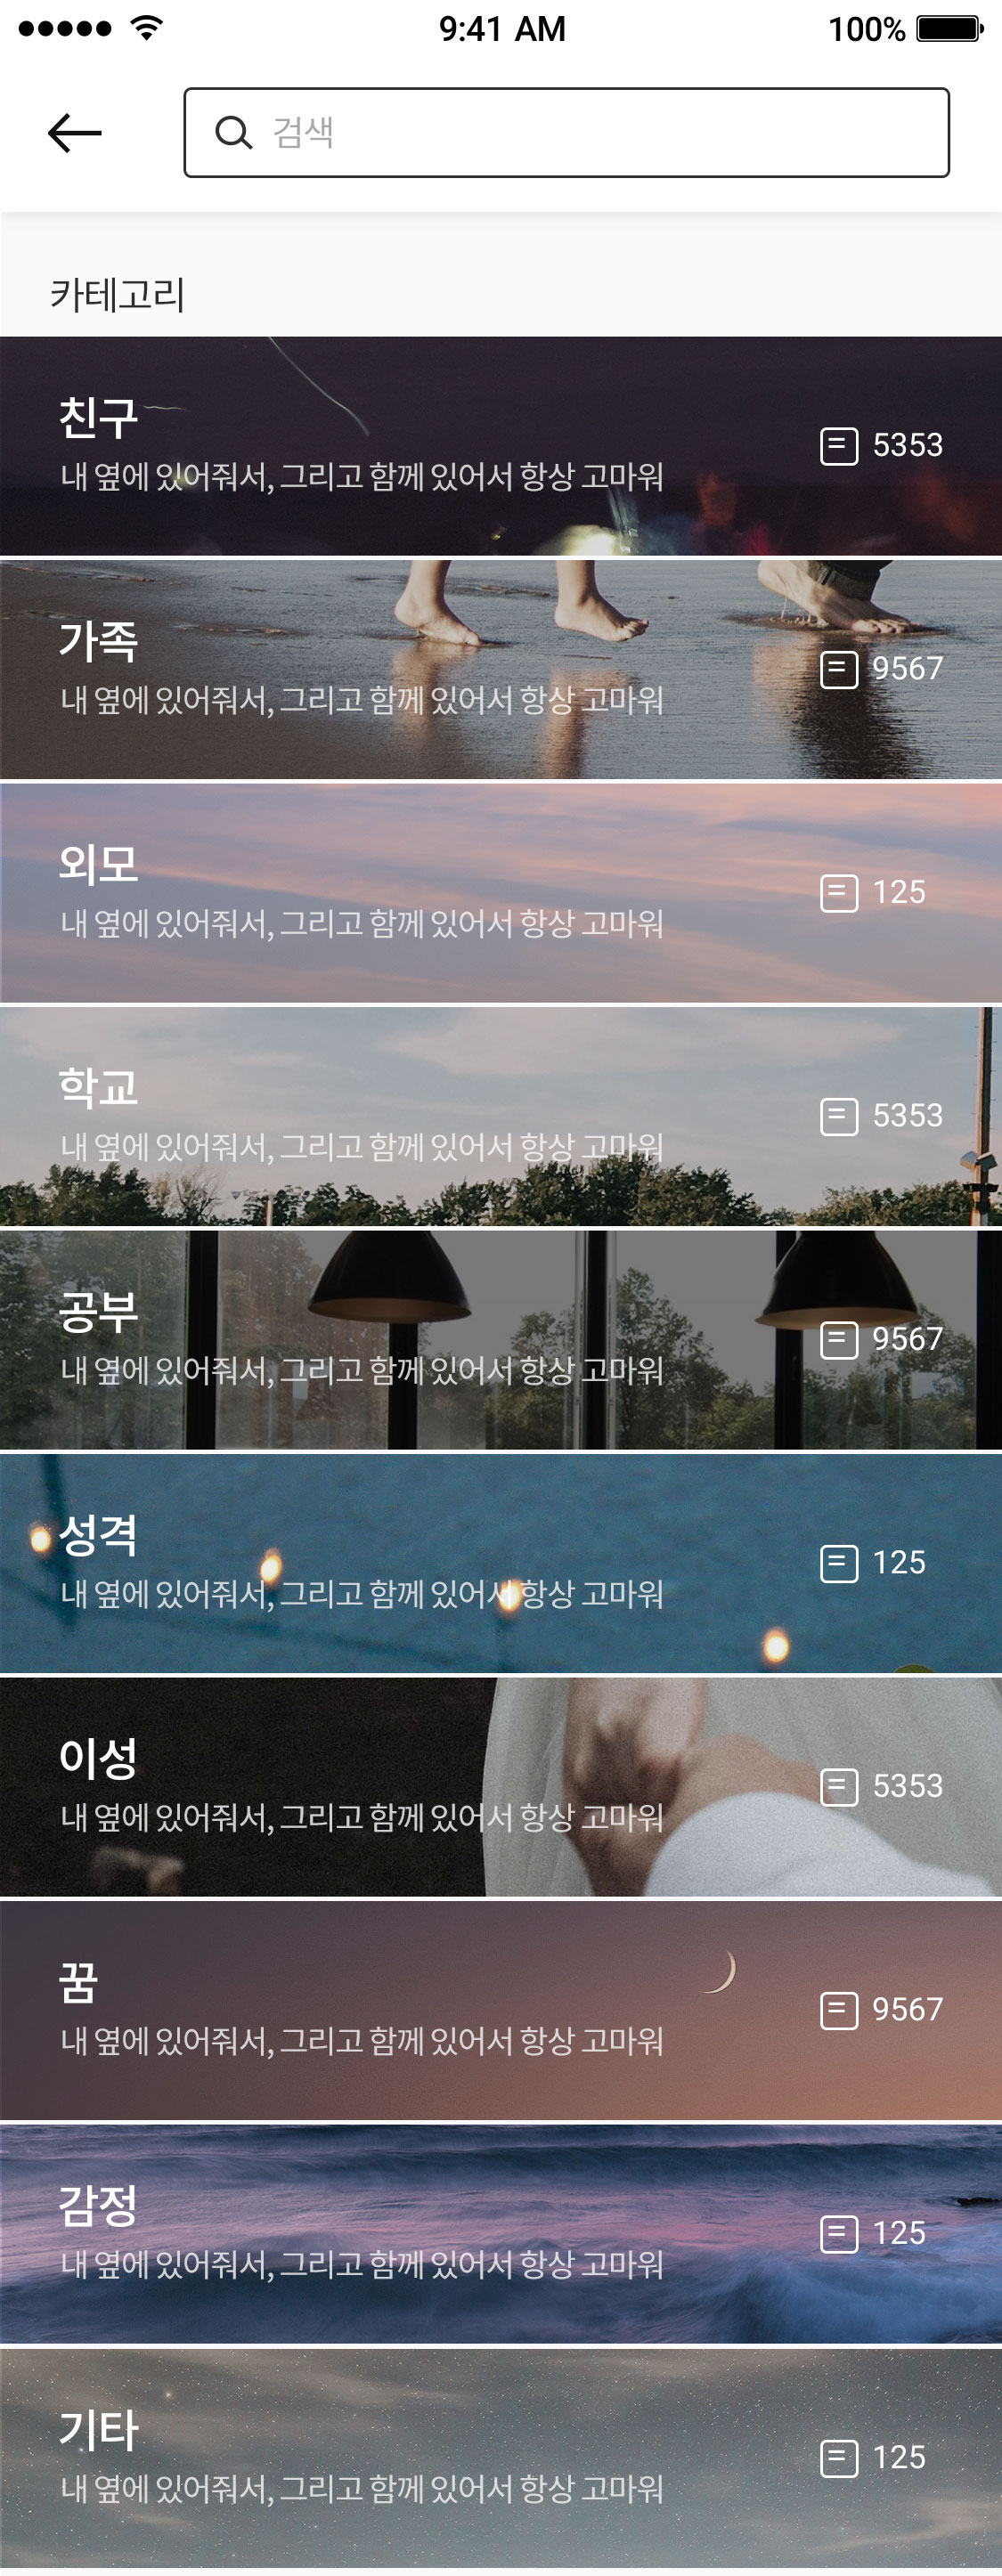 9:41 AM 100%
검색
카테고리
친구
내 옆에 있어줘서, 그리고 함께 있어서 항상 고마워
5353
가족
내 옆에 있어줘서, 그리고 함께 있어서 항상 고마워
9567
외모
내 옆에 있어줘서, 그리고 함께 있어서 항상 고마워
125
학교
내 옆에 있어줘서, 그리고 함께 있어서 항상 고마워
5353
공부
내 옆에 있어줘서, 그리고 함께 있어서 항상 고마워
9567
성격
내 옆에 있어줘서, 그리고 함께 있어서 항상 고마워
125
이성
내 옆에 있어줘서, 그리고 함께 있어서 항상 고마워
5353
꿈
내 옆에 있어줘서, 그리고 함께 있어서 항상 고마워
9567
감정
내 옆에 있어줘서, 그리고 함께 있어서 항상 고마워
125
기타
내 옆에 있어줘서, 그리고 함께 있어서 항상 고마워
125